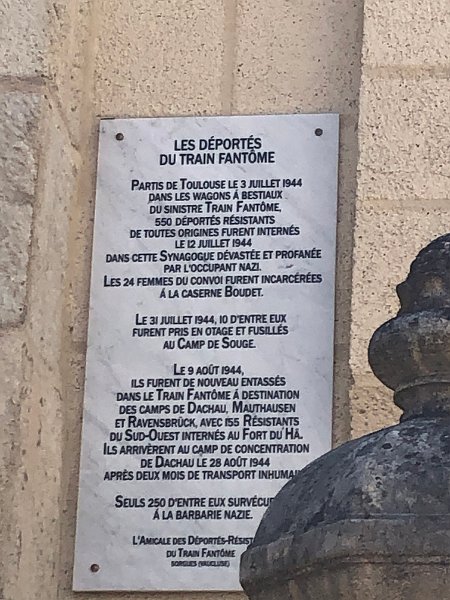 LES DÉPORTÉS
DU TRAIN FANTÔME
PARTIS DE TOULOUSE LE 3 JUILLET 1944
DANS LES WAGONS À BESTIAUX
DU SINISTRE TRAIN FANTÔME,
550 DÉPORTÉS RÉSISTANTS
DE TOUTES ORIGINES FURENT INTERNÉS
LE 12 JUILLET 1944
DANS CETTE SYNAGOGUE DÉVASTÉE ET PROFANÉE
PAR L'OCCUPANT NAZI.
LES 24 FEMMES DU CONVOI FURENT INCARCÉRÉES
À LA CASERNE BOUDET.
LE 31 JUILLET 1944, 10 D'ENTRE EUX
FURENT PRIS EN OTAGE ET FUSILLÉS
AU CAMP DE SOUGE.
LE 9 AOÛT 1944,
ILS FURENT DE NOUVEAU ENTASSÉS
DANS LE TRAIN FANTÔME À DESTINATION
DES CAMPS DE DACHAU, MAUTHAUSEN
ET RAVENSBRÜCK, AVEC 155 RÉSISTANTS
DU SUD-OUEST INTERNÉS AU FORT DU HÂ.
ILS ARRIVÈRENT AU CAMP DE CONCENTRATION
DE DACHAU LE 28 AOÛT 1944
APRÈS DEUX MOIS DE TRANSPORT INHUMAI
SEULS 250 D'ENTRE EUX SURVÉCU
À LA BARBARIE NAZIE.
L'AMICALE DES DÉPORTÉS-RÉSIST
DU TRAIN FANTÔME
SORGUES (VAUCLUSE)